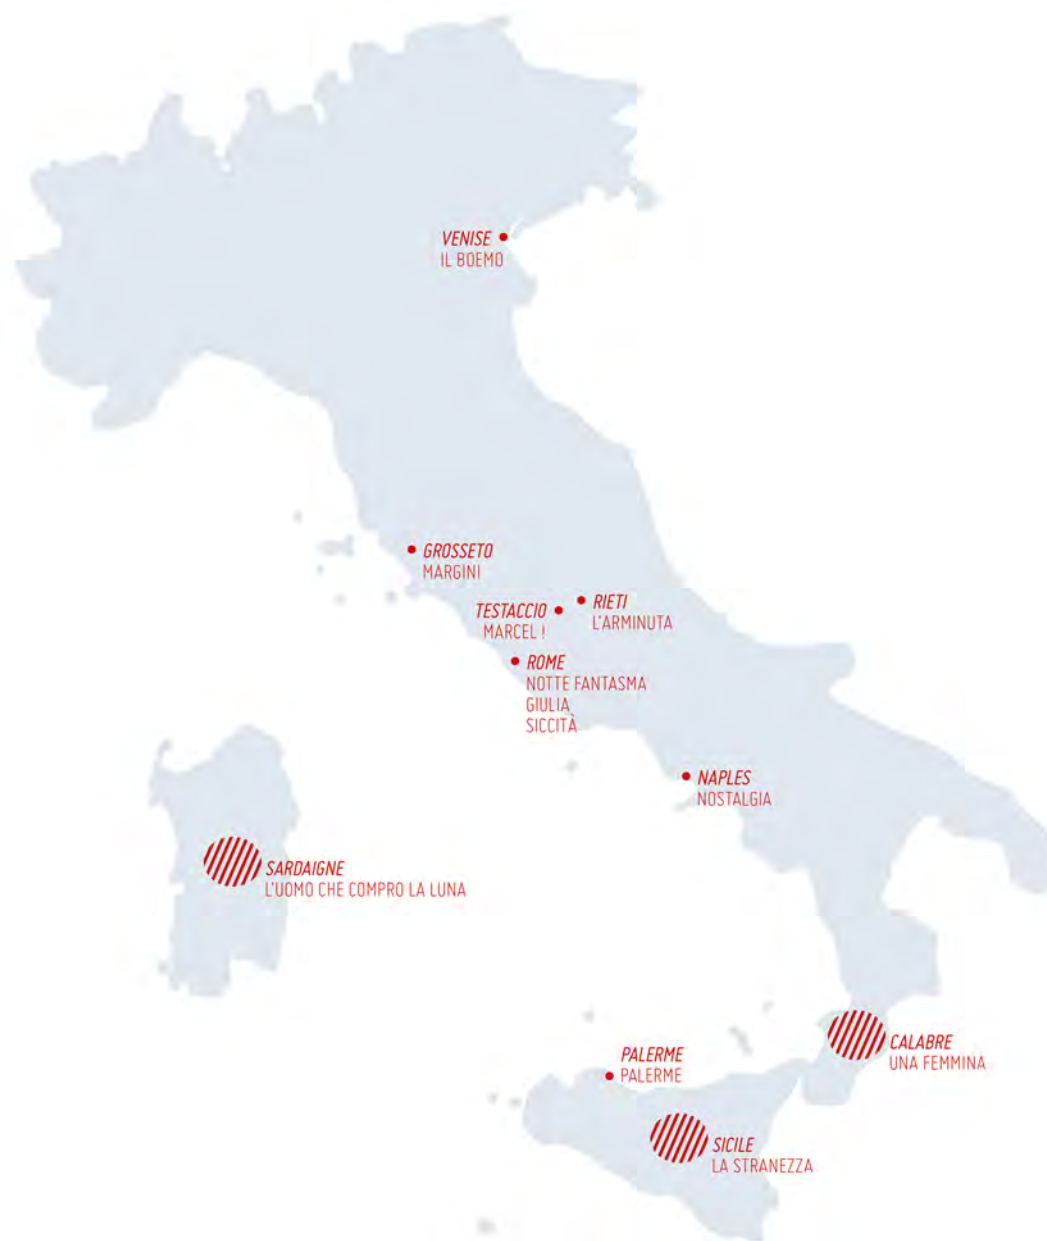 VENISE
IL BOEMO
GROSSETO
MARGINI
TESTACCIO
MARCEL !
RIETI
L'ARMINUTA
ROME
NOTTE FANTASMA
GIULIA
SICCITÀ
NAPLES
NOSTALGIA
SARDAIGNE
L'UOMO CHE COMPRO LA LUNA
CALABRE
UNA FEMMINA
PALERME
PALERME
SICILE
LA STRANEZZA